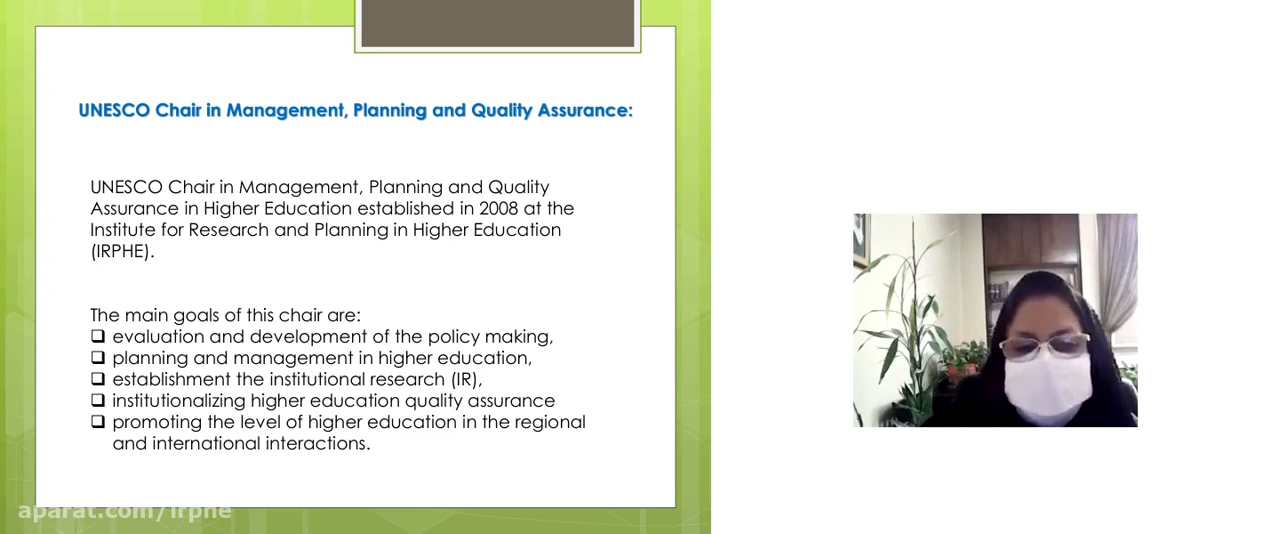 UNESCO Chair in Management, Planning and Quality Assurance:
UNESCO Chair in Management, Planning and Quality
Assurance in Higher Education established in 2008 at the
Institute for Research and Planning in Higher Education
(IRPHE).
The main goals of this chair are:
❑ evaluation and development of the policy making,
❑ planning and management in higher education,
❑ establishment the institutional research (IR),
❑ institutionalizing higher education quality assurance
❑ promoting the level of higher education in the regional
and international interactions.
aparat.com/irphe